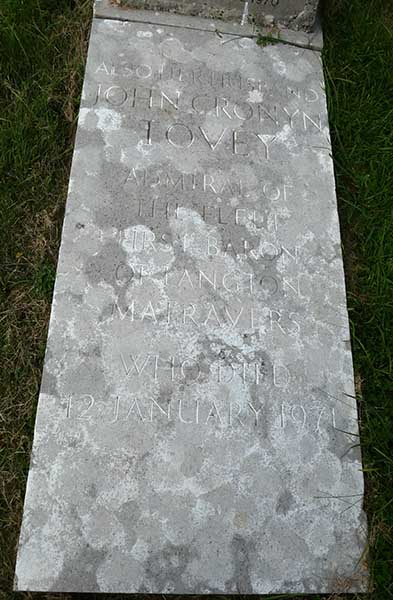 1970
ALSO HER HUSBAND
JOHN CRONYN
TOVEY
ADMIRAL OF
THE FLEET
FIRST BARON
OF LANGTON
MATRAVERS
WHO DIED
12 JANUARY 1971